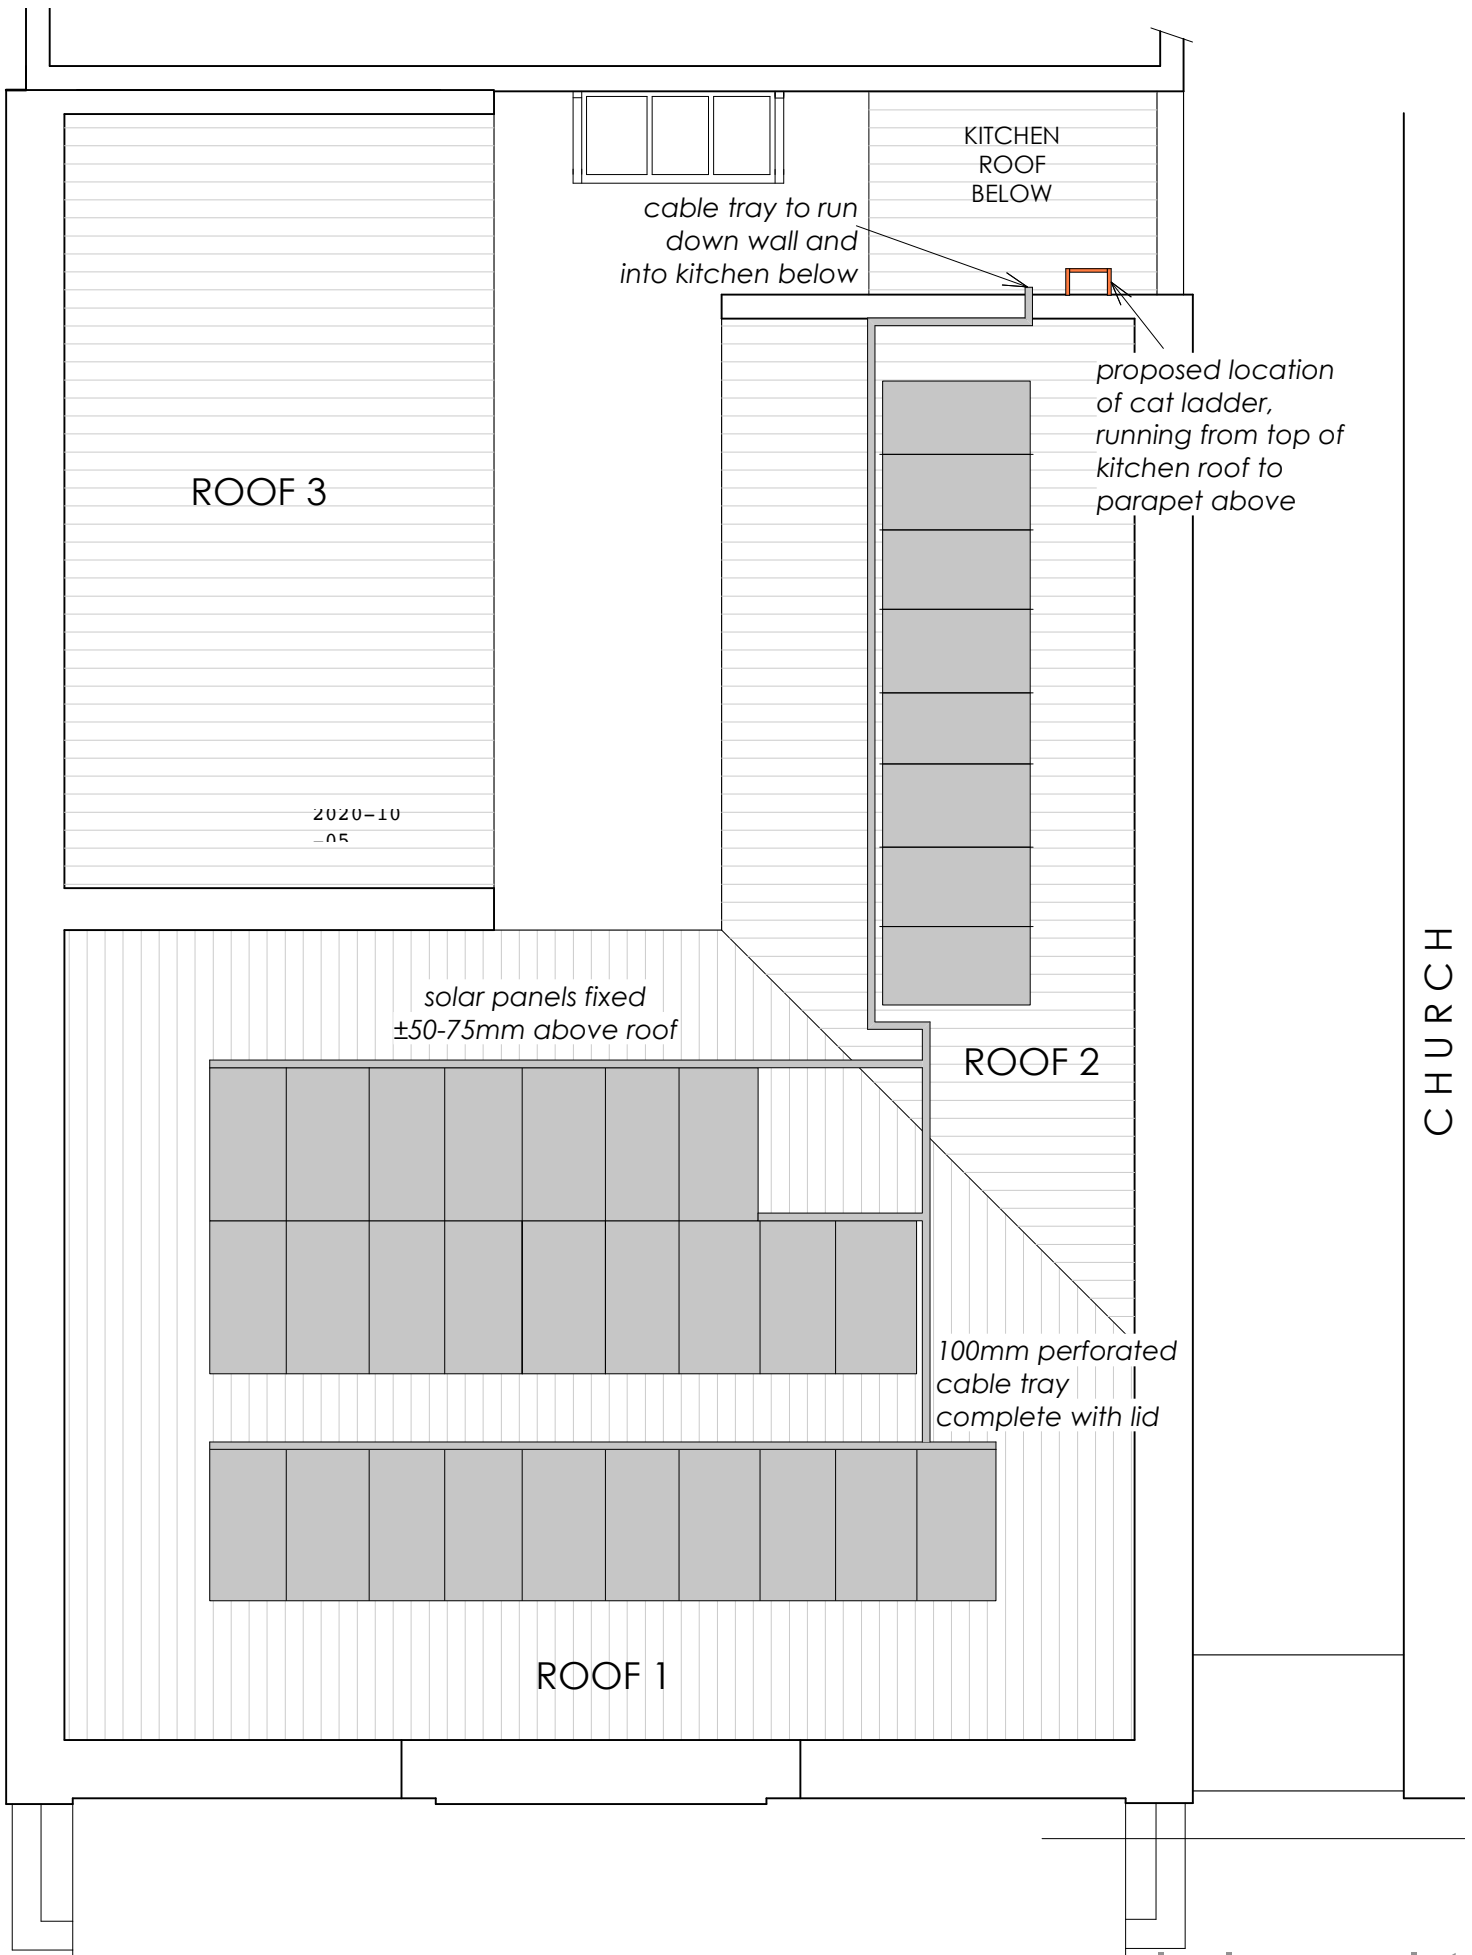 KITCHEN
ROOF
BELOW
cable tray to run
down wall and
into kitchen below
proposed location
of cat ladder,
running from top of
kitchen roof to
parapet above
ROOF 3
2020-10
-05
CHURCH
solar panels fixed
±50-75mm above roof
ROOF 2
100mm perforated
cable tray
complete with lid
ROOF 1